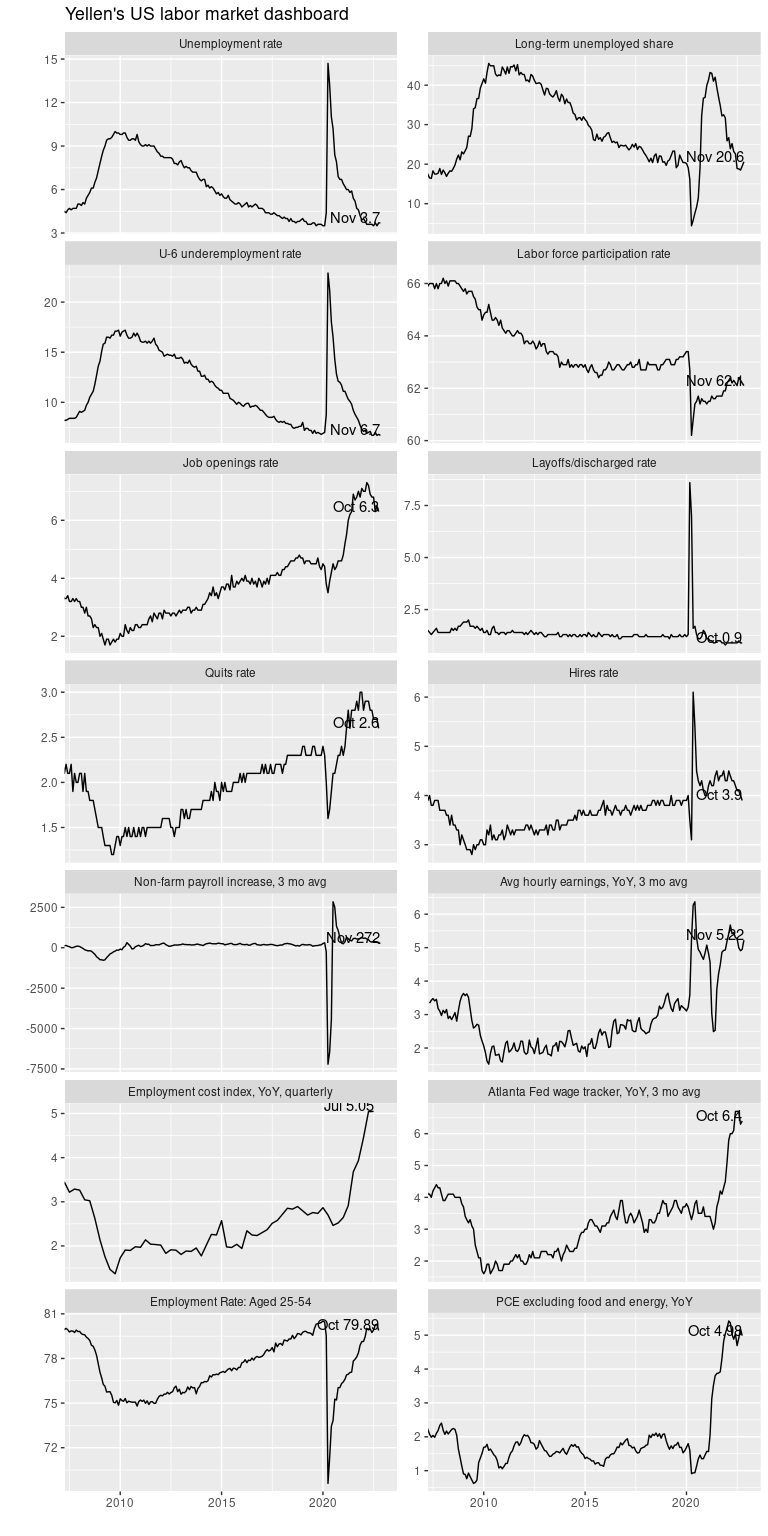 Yellen's US labor market dashboard
Unemployment rate
15
12
9
6
3
Nov 3.7
Long-term unemployed share
40
30
20
10
Nov 20.6
U-6 underemployment rate
20
15
10
Nov 6.7
Labor force participation rate
66
64
62
60
Nov 62.1
Job openings rate
6
4
2
Oct 6.3
Layoffs/discharged rate
7.5
5.0
2.5
Oct 0.9
Quits rate
3.0
2.5
2.0
1.5
Oct 2.6
Hires rate
6
5
4
3
Oct 3.9
Non-farm payroll increase, 3 mo avg
2500
0
-2500
-5000
-7500
Nov 272
Avg hourly earnings, YoY, 3 mo avg
6
5
4
3
2
Nov 5.22
Employment cost index, YoY, quarterly
5
4
3
2
Jul 5.05
Atlanta Fed wage tracker, YoY, 3 mo avg
6
5
4
3
2
Oct 6.4
Employment Rate: Aged 25-54
81
78
75
72
Oct 79.89
2010 2015 2020
PCE excluding food and energy, YoY
5
4
3
2
1
Oct 4.98
2010 2015 2020